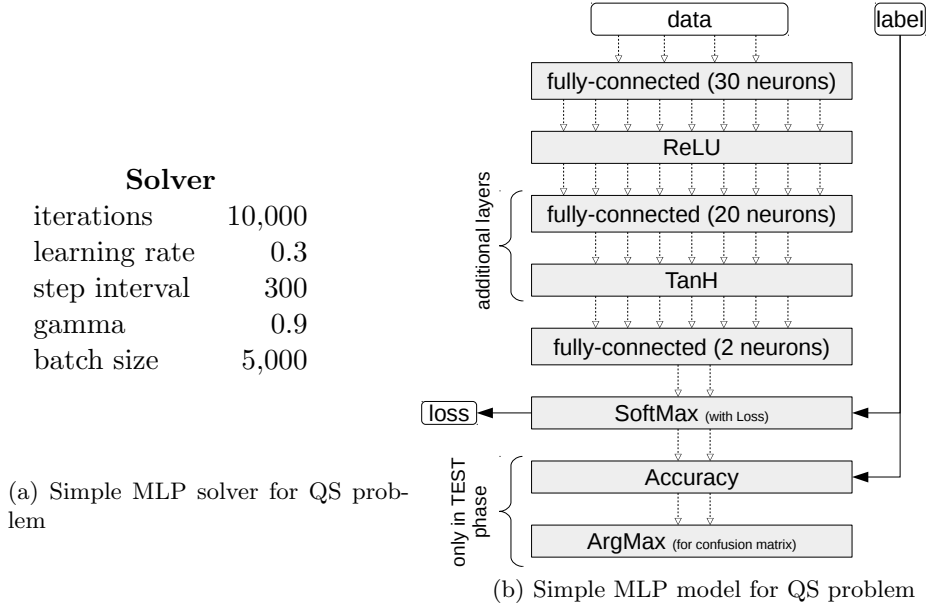 Solver
iterations 10,000
learning rate 0.3
step interval 300
gamma 0.9
batch size 5,000
(a) Simple MLP solver for QS prob-
lem
data
label
fully-connected (30 neurons)
ReLU
additional layers
fully-connected (20 neurons)
TanH
fully-connected (2 neurons)
loss
SoftMax (with Loss)
only in TEST
phase
Accuracy
ArgMax (for confusion matrix)
(b) Simple MLP model for QS problem